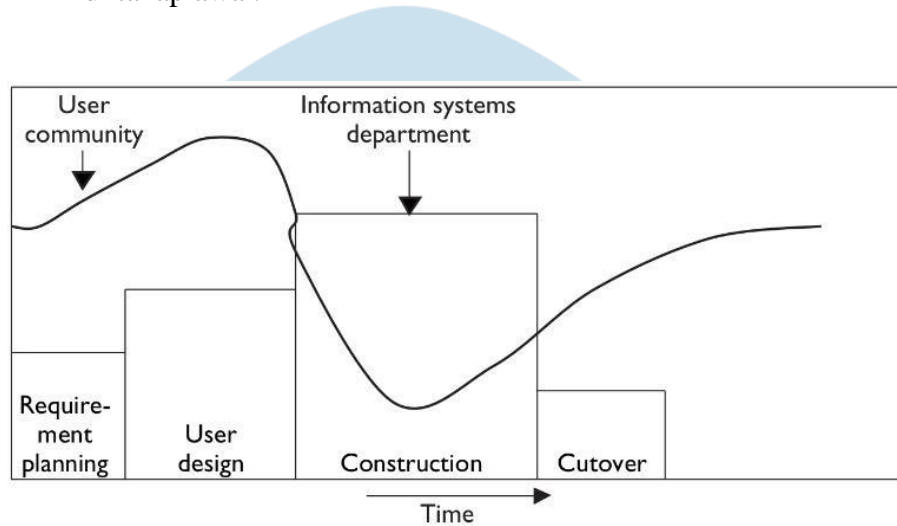 User
community
Information systems
department
Require-
ment
planning
User
design
Construction
Cutover
Time